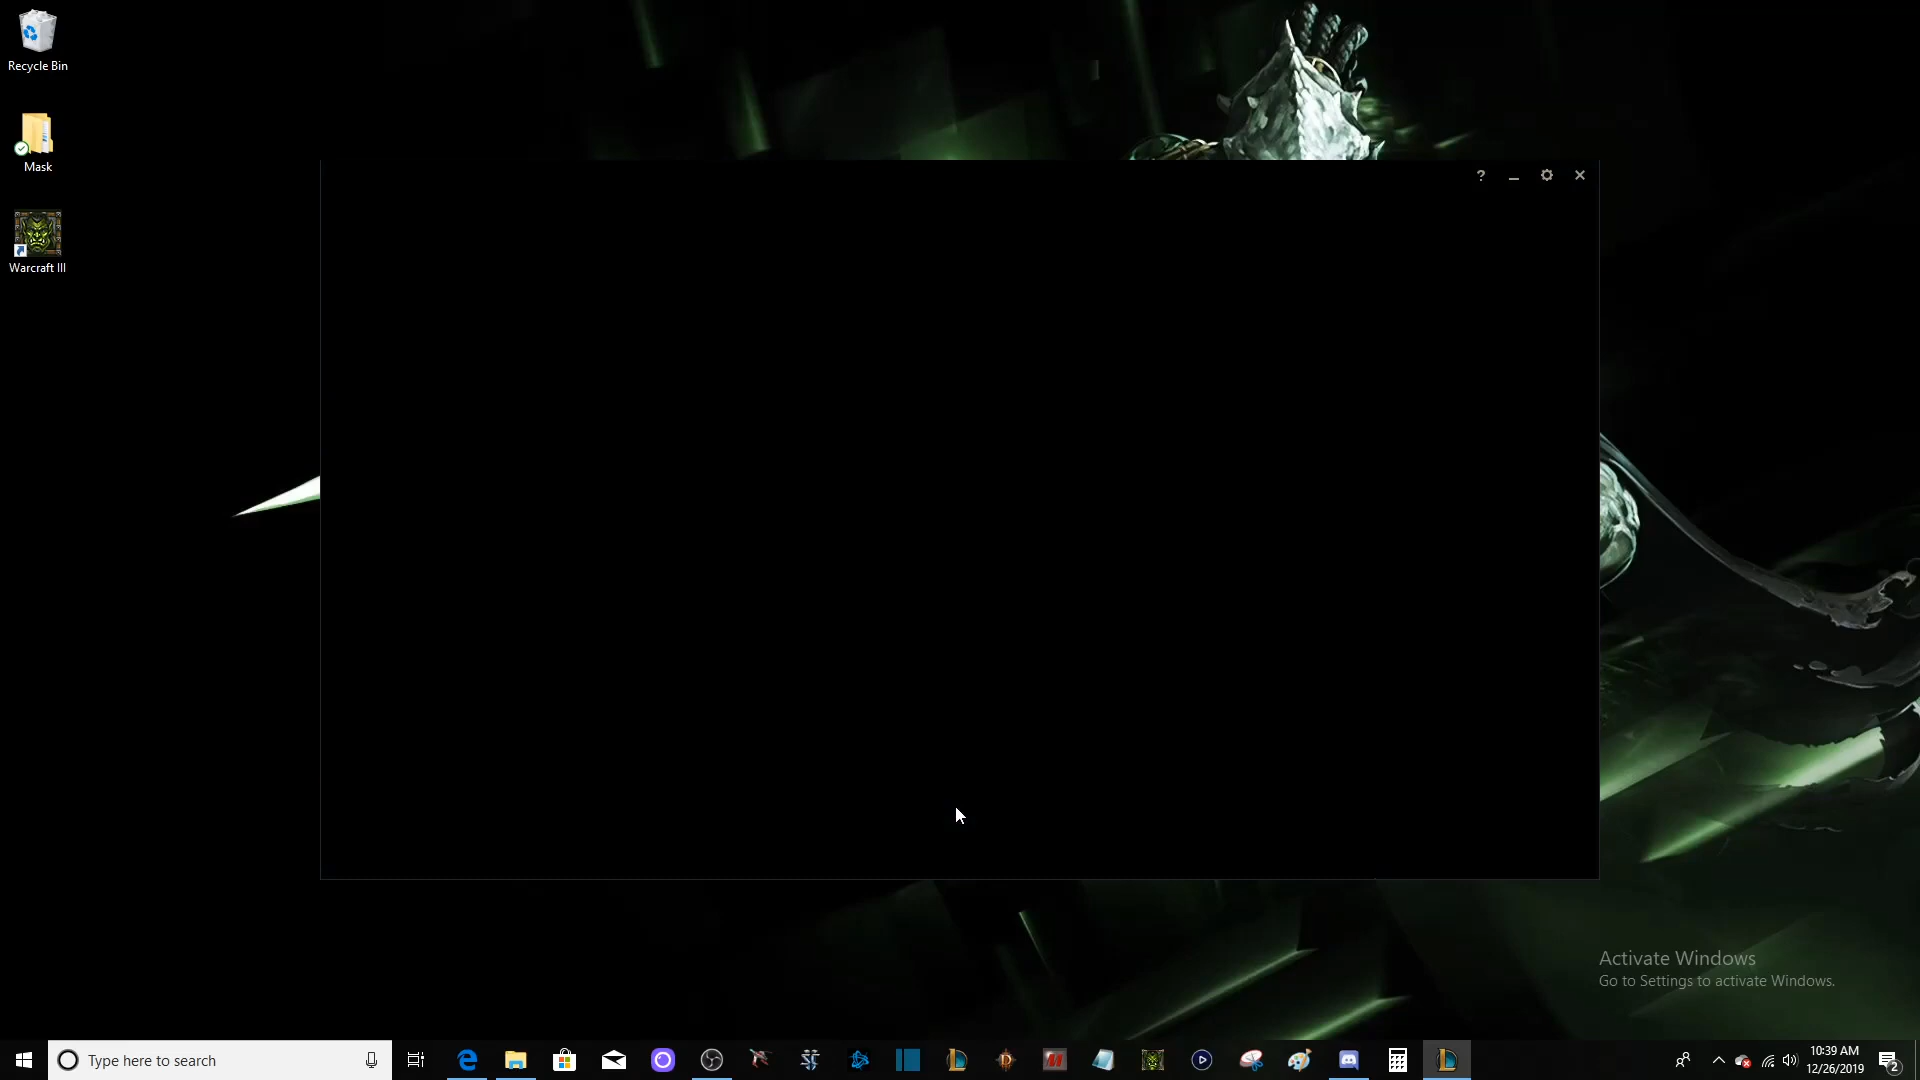 Recycle Bin
Mask
Warcraft III
?
Activate Windows
Go to Settings to activate Windows.
Type here to search
10:39 AM
12/26/2019
2